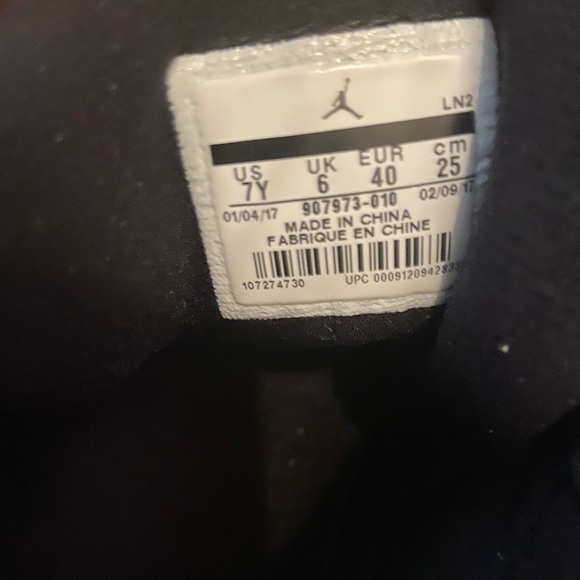 LN2
US UK EUR cm
7Y 6 40 25
01/04/17 907973-010 02/09/17
MADE IN CHINA
FABRIQUE EN CHINE
107274730 UPC